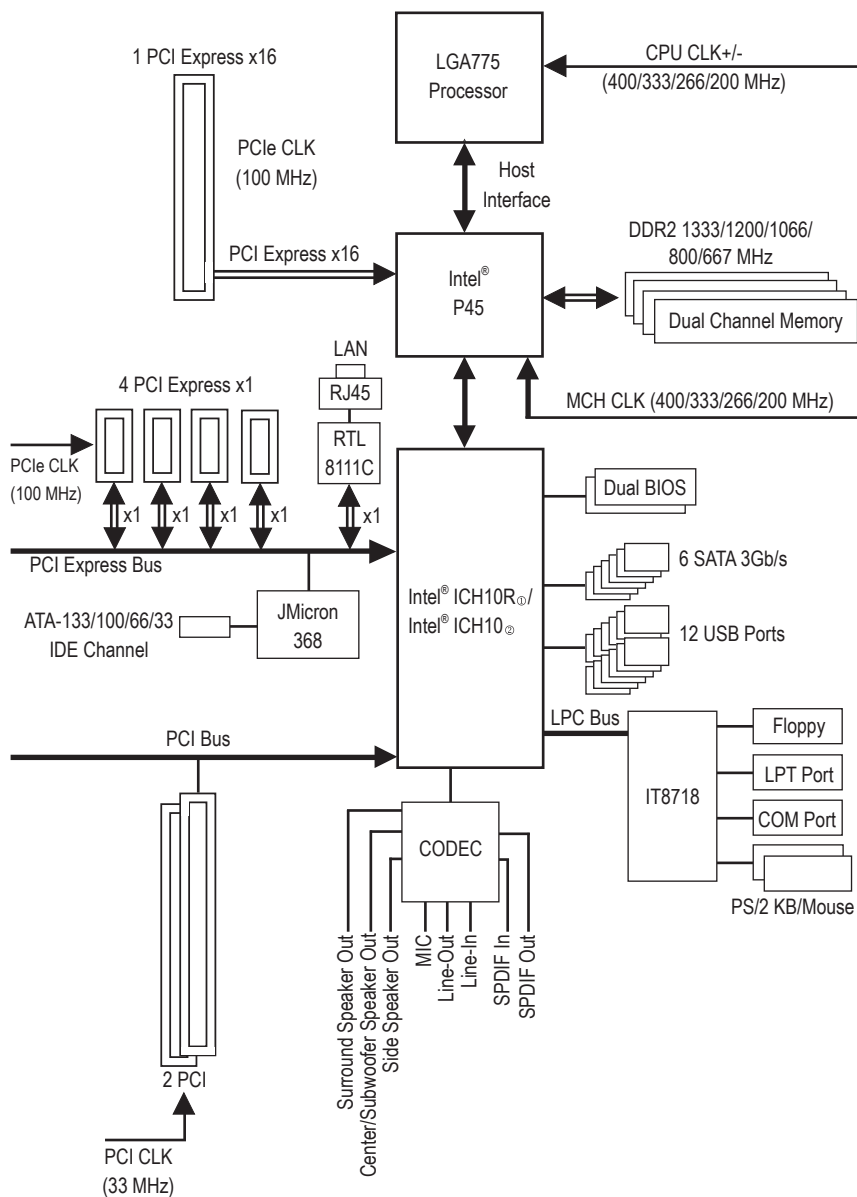 1 PCI Express x16
LGA775
Processor
CPU CLK+/-
(400/333/266/200 MHz)
PCIe CLK
(100 MHz)
Host
Interface
PCI Express x16
Intel®
P45
DDR2 1333/1200/1066/
800/667 MHz
Dual Channel Memory
LAN
RJ45
RTL
8111C
MCH CLK (400/333/266/200 MHz)
4 PCI Express x1
PCIe CLK
(100 MHz)
x1
x1
x1
x1
x1
PCI Express Bus
Dual BIOS
6 SATA 3Gb/s
Intel® ICH10R①/
Intel® ICH10②
12 USB Ports
ATA-133/100/66/33
IDE Channel
JMicron
368
LPC Bus
PCI Bus
IT8718
Floppy
LPT Port
COM Port
PS/2 KB/Mouse
CODEC
Surround Speaker Out
Center/Subwoofer Speaker Out
Side Speaker Out
MIC
Line-Out
Line-In
SPDIF In
SPDIF Out
2 PCI
PCI CLK
(33 MHz)